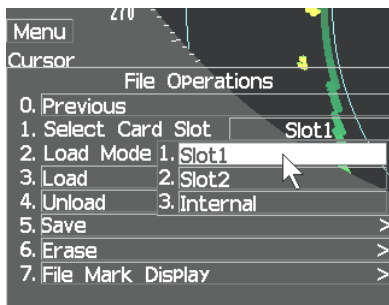 270
Menu
Cursor
File Operations
0. Previous
1. Select Card Slot Slot1
2. Load Mode 1. Slot1
3. Load 2. Slot2
4. Unload 3. Internal
5. Save >
6. Erase >
7. File Mark Display >